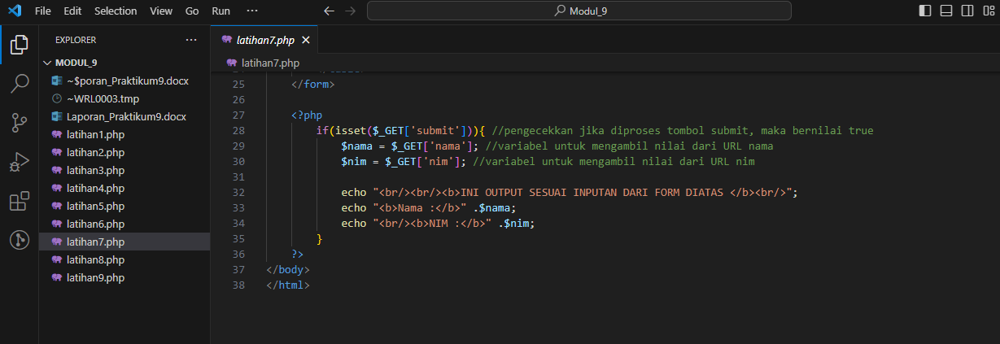 File Edit Selection View Go Run ··· Modul_9
EXPLORER ···
MODUL_9
~$poran_Praktikum9.docx
~WRL0003.tmp
Laporan_Praktikum9.docx
latihan1.php
latihan2.php
latihan3.php
latihan4.php
latihan5.php
latihan6.php
latihan7.php
latihan8.php
latihan9.php
latihan7.php
latihan7.php
25 </form>
26
27 <?php
28 if(isset($_GET['submit'])){ //pengecekkan jika diproses tombol submit, maka bernilai true
29 $nama = $_GET['nama']; //variabel untuk mengambil nilai dari URL nama
30 $nim = $_GET['nim']; //variabel untuk mengambil nilai dari URL nim
31
32 echo "<br/><br/><b>INI OUTPUT SESUAI INPUTAN DARI FORM DIATAS </b><br/>";
33 echo "<b>Nama :</b>" .$nama;
34 echo "<br/><b>NIM :</b>" .$nim;
35 }
36 ?>
37 </body>
38 </html>